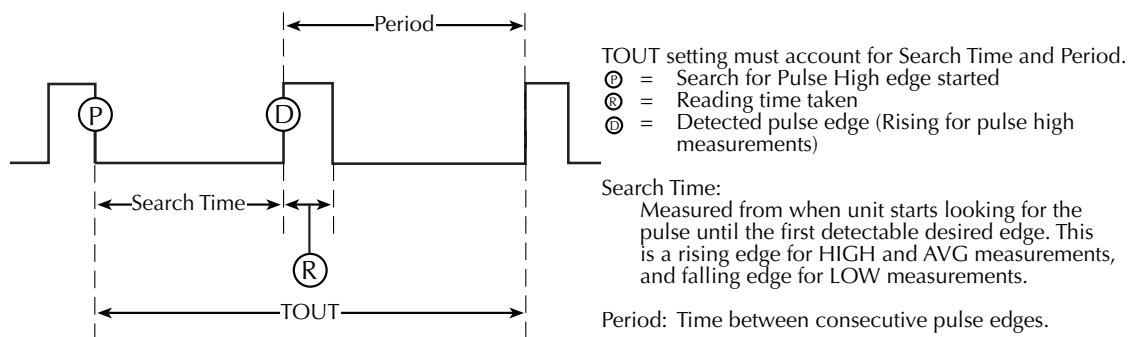 Period
P
D
Search Time
R
TOUT
TOUT setting must account for Search Time and Period.
Ⓟ = Search for Pulse High edge started
Ⓡ = Reading time taken
Ⓓ = Detected pulse edge (Rising for pulse high
measurements)
Search Time:
Measured from when unit starts looking for the
pulse until the first detectable desired edge. This
is a rising edge for HIGH and AVG measurements,
and falling edge for LOW measurements.
Period: Time between consecutive pulse edges.